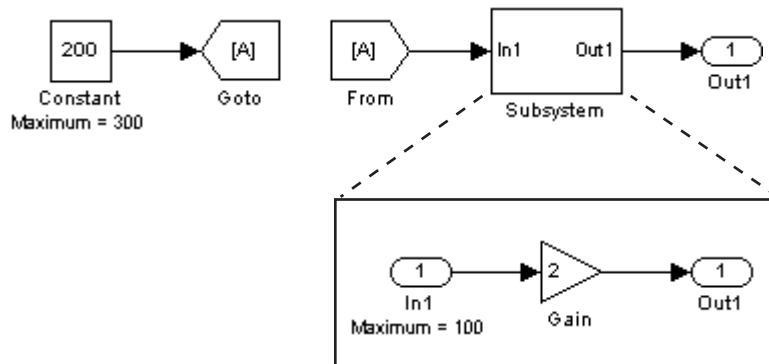 200
[A]
[A]
In1
Out1
1
Constant
Goto
From
Subsystem
Out1
Maximum = 300
1
2
1
In1
Gain
Out1
Maximum = 100